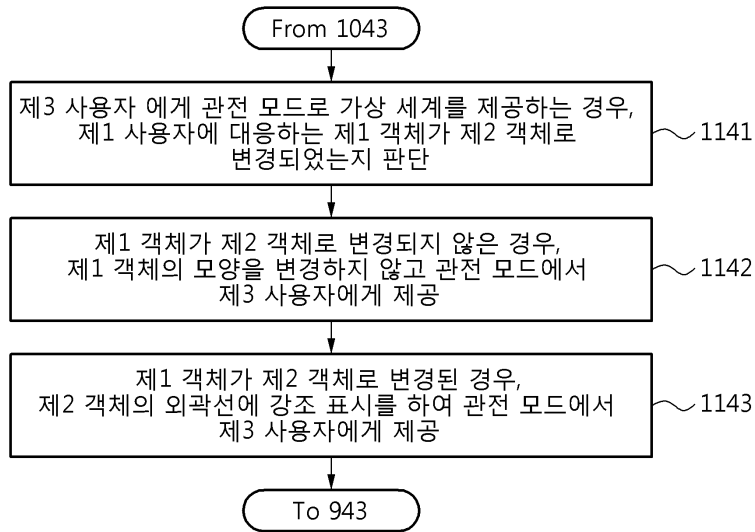 From 1043
제3 사용자 에게 관전 모드로 가상 세계를 제공하는 경우,
제1 사용자에 대응하는 제1 객체가 제2 객체로
변경되었는지 판단
1141
제1 객체가 제2 객체로 변경되지 않은 경우,
제1 객체의 모양을 변경하지 않고 관전 모드에서
제3 사용자에게 제공
1142
제1 객체가 제2 객체로 변경된 경우,
제2 객체의 외곽선에 강조 표시를 하여 관전 모드에서
제3 사용자에게 제공
1143
To 943